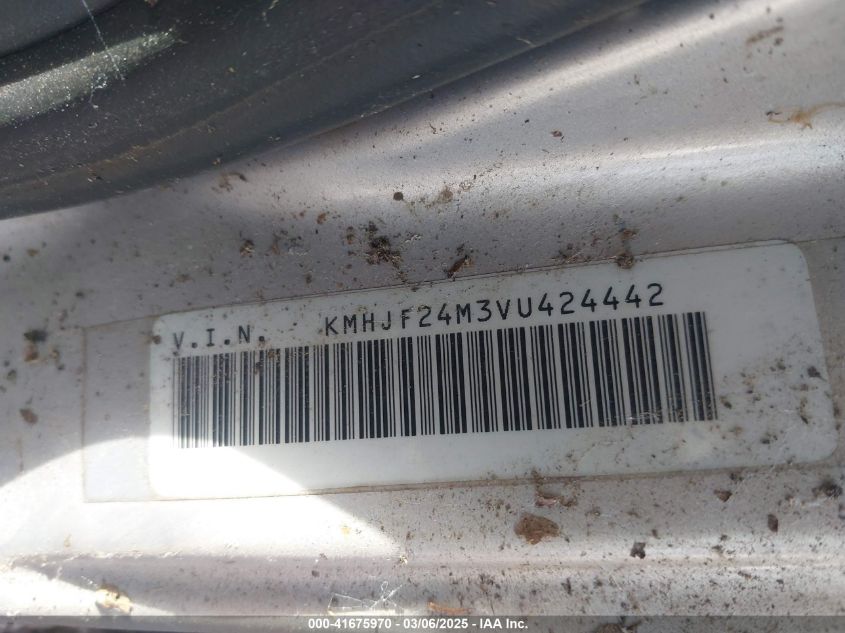 V.I.N. KMHJF24M3VU424442
000-41675970 | 03/06/2025 | IAA Inc.